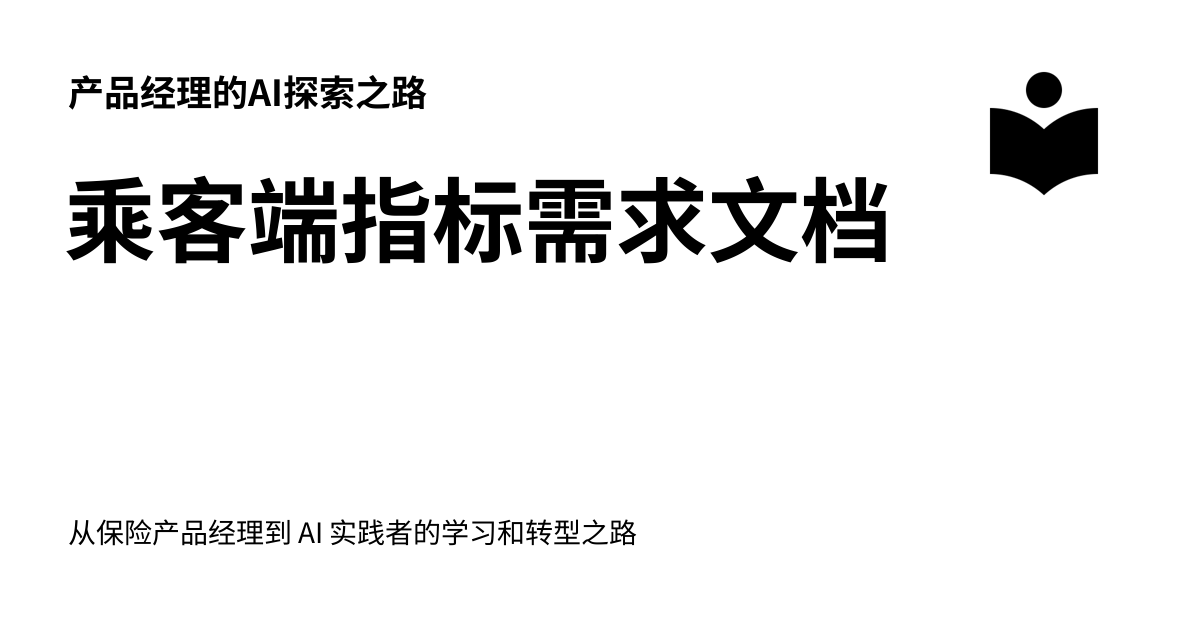 产品经理的AI探索之路
乘客端指标需求文档
从保险产品经理到 AI 实践者的学习和转型之路